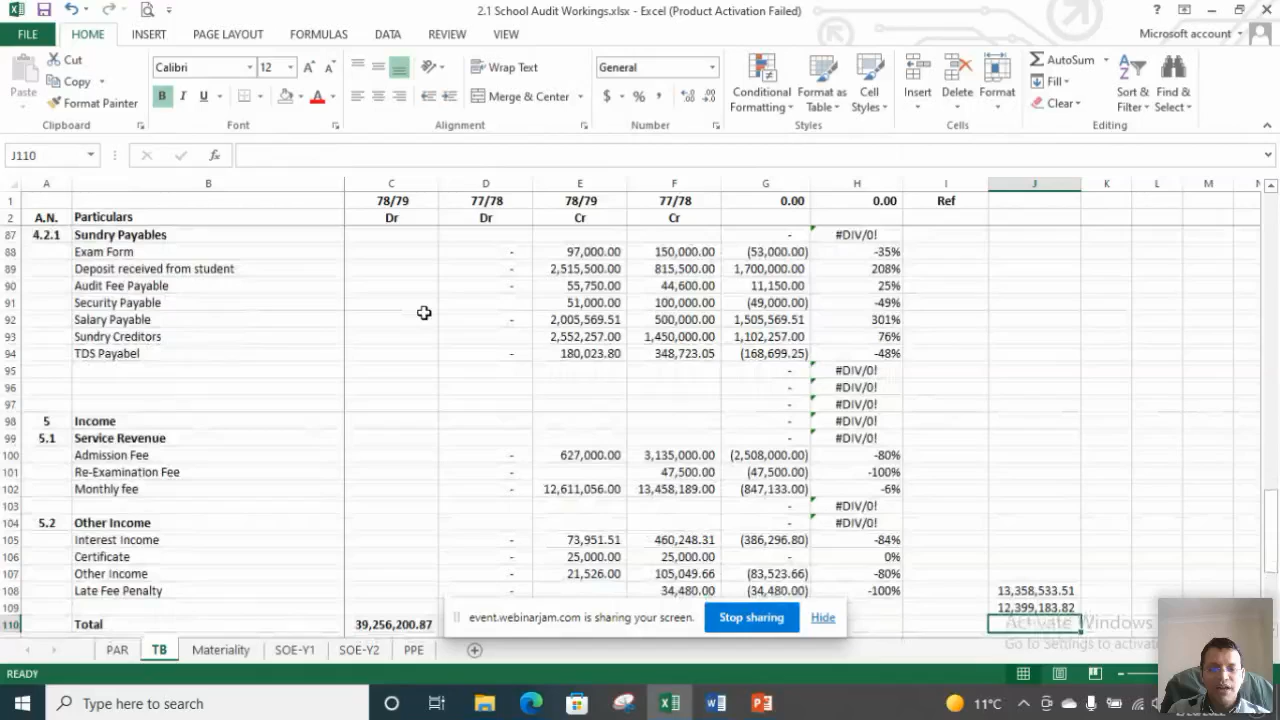 2.1 School Audit Workings.xlsx - Excel (Product Activation Failed)
FILE HOME INSERT PAGE LAYOUT FORMULAS DATA REVIEW VIEW Microsoft account
Cut
Copy
Format Painter
Paste
Calibri 12
B I U
Wrap Text
Merge & Center
General
$ % ,
Conditional Formatting
Format as Table
Cell Styles
Insert Delete Format
AutoSum
Fill
Clear
Sort & Filter
Find & Select
Clipboard Font Alignment Number Styles Cells Editing
J110 fx
A B C D E F G H I J K L M N
1 78/79 77/78 78/79 77/78 0.00 0.00 Ref
2 A.N. Particulars Dr Dr Cr Cr
87 4.2.1 Sundry Payables - #DIV/0!
88 Exam Form - 97,000.00 150,000.00 (53,000.00) -35%
89 Deposit received from student - 2,515,500.00 815,500.00 1,700,000.00 208%
90 Audit Fee Payable - 55,750.00 44,600.00 11,150.00 25%
91 Security Payable 51,000.00 100,000.00 (49,000.00) -49%
92 Salary Payable - 2,005,569.51 500,000.00 1,505,569.51 301%
93 Sundry Creditors 2,552,257.00 1,450,000.00 1,102,257.00 76%
94 TDS Payabel - 180,023.80 348,723.05 (168,699.25) -48%
95 - #DIV/0!
96 - #DIV/0!
97 - #DIV/0!
98 5 Income - #DIV/0!
99 5.1 Service Revenue - #DIV/0!
100 Admission Fee - 627,000.00 3,135,000.00 (2,508,000.00) -80%
101 Re-Examination Fee - 47,500.00 (47,500.00) -100%
102 Monthly fee - 12,611,056.00 13,458,189.00 (847,133.00) -6%
103 - #DIV/0!
104 5.2 Other Income - #DIV/0!
105 Interest Income - 73,951.51 460,248.31 (386,296.80) -84%
106 Certificate - 25,000.00 25,000.00 - 0%
107 Other Income - 21,526.00 105,049.66 (83,523.66) -80%
108 Late Fee Penalty - 34,480.00 (34,480.00) -100% 13,358,533.51
109 12,399,183.82
110 Total 39,256,200.87
event.webinarjam.com is sharing your screen. Stop sharing Hide
Activate Windows
Go to Settings to activate
PAR TB Materiality SOE-Y1 SOE-Y2 PPE
READY
Type here to search
11°C